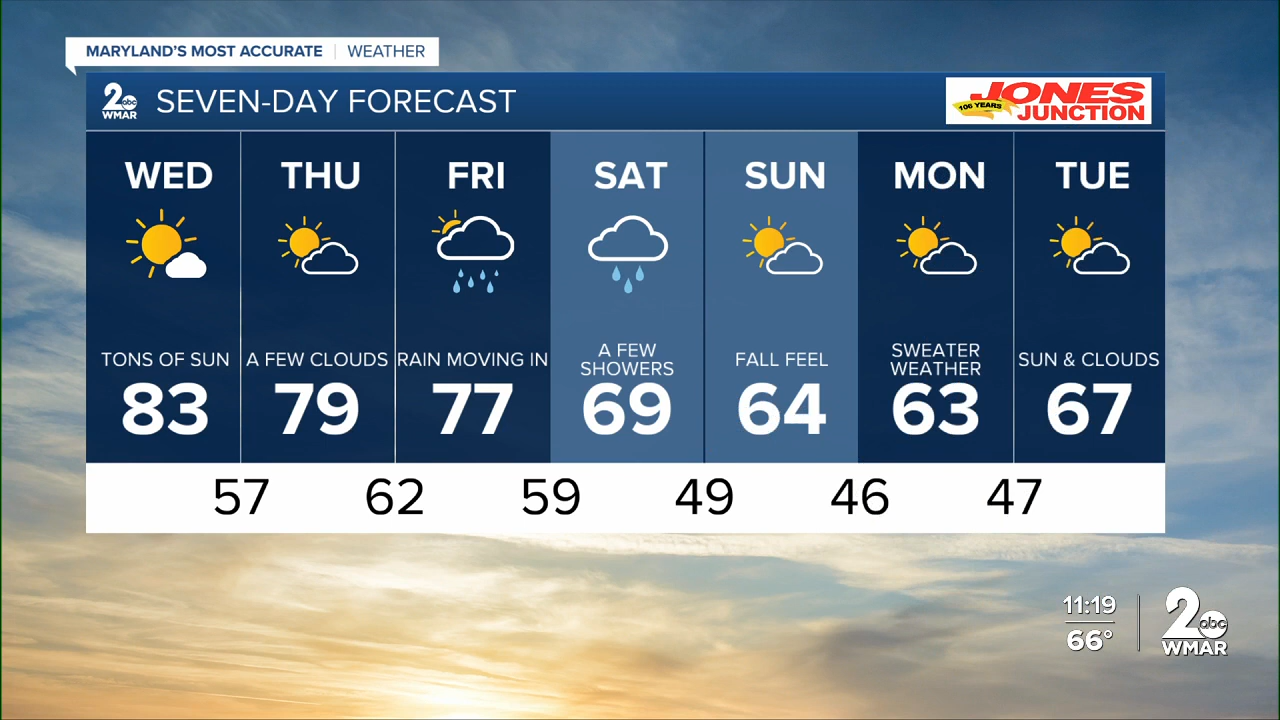 MARYLAND'S MOST ACCURATE | WEATHER
2 abc
WMAR
SEVEN-DAY FORECAST
106 YEARS
JONES
JUNCTION
WED THU FRI SAT SUN MON TUE
TONS OF SUN
A FEW CLOUDS
RAIN MOVING IN
A FEW
SHOWERS
FALL FEEL
SWEATER
WEATHER
SUN & CLOUDS
83 79 77 69 64 63 67
57 62 59 49 46 47
11:19
66°
2 abc
WMAR